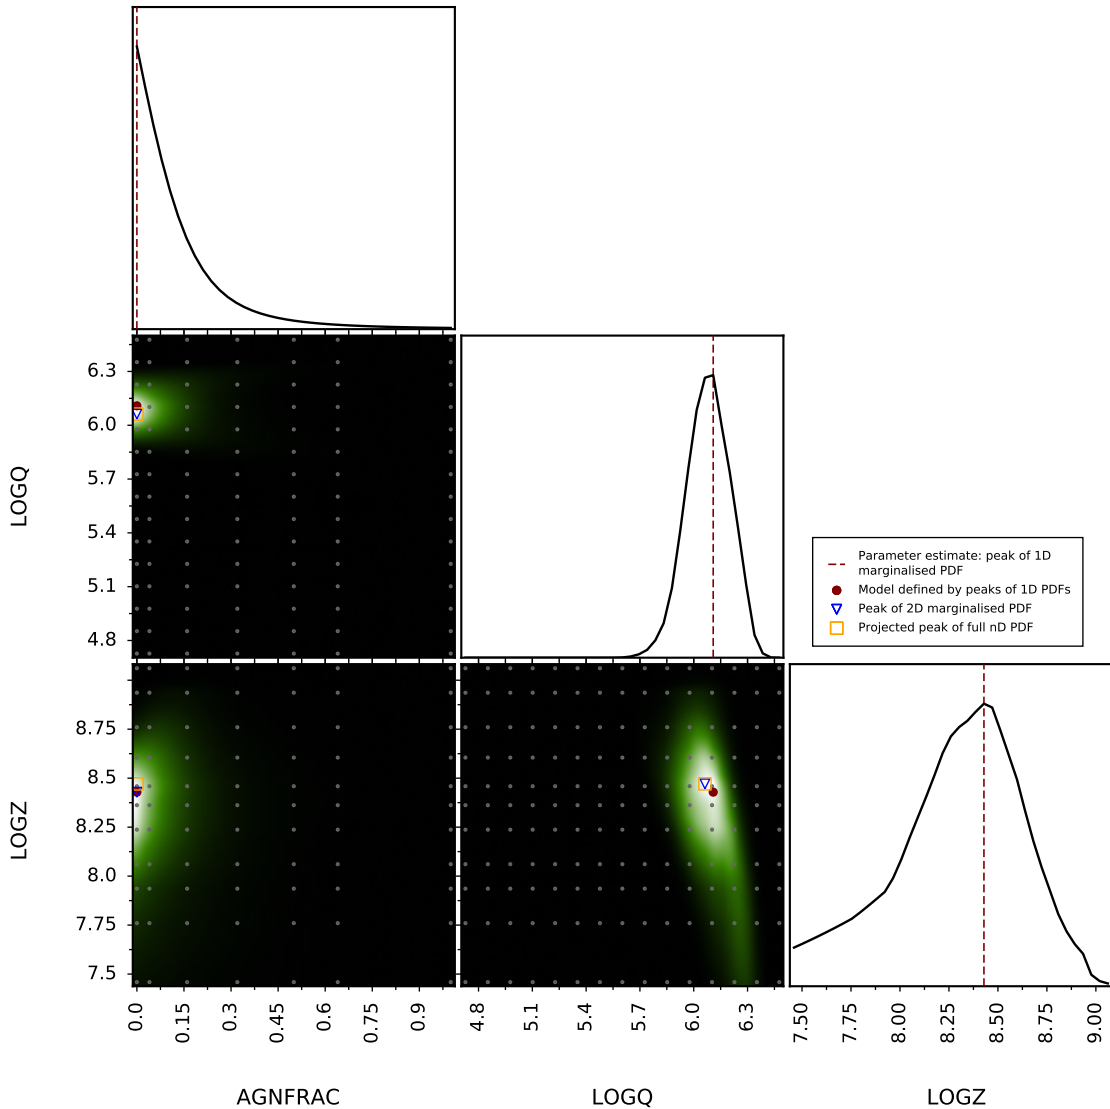 6.3
6.0
5.7
5.4
5.1
4.8
LOGQ
Parameter estimate: peak of 1D
marginalised PDF
Model defined by peaks of 1D PDFs
Peak of 2D marginalised PDF
Projected peak of full nD PDF
8.75
8.5
8.25
8.0
7.75
7.5
LOGZ
0.0 0.15 0.3 0.45 0.6 0.75 0.9
4.8 5.1 5.4 5.7 6.0 6.3
7.50 7.75 8.00 8.25 8.50 8.75 9.00
AGNFRAC
LOGQ
LOGZ